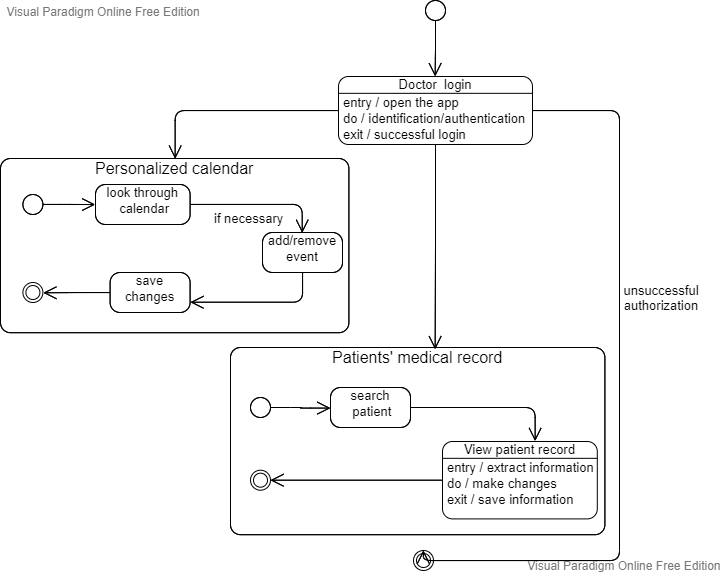 Visual Paradigm Online Free Edition
Doctor login
entry / open the app
do / identification/authentication
exit / successful login
Personalized calendar
look through
calendar
if necessary
add/remove
event
save
changes
unsuccessful
authorization
Patients' medical record
search
patient
View patient record
entry / extract information
do / make changes
exit / save information
Visual Paradigm Online Free Edition